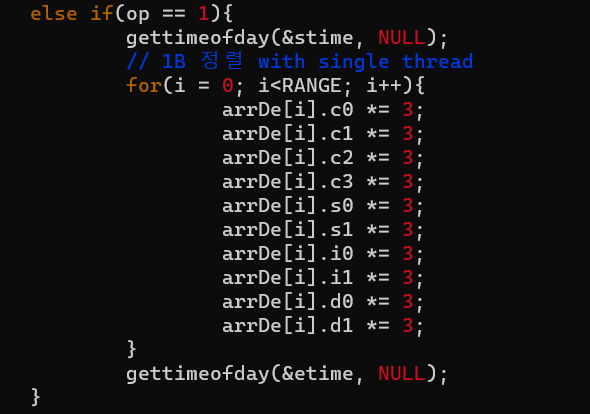 else if(op == 1){
gettimeofday(&stime, NULL);
// 1B 정렬 with single thread
for(i = 0; i<RANGE; i++){
arrDe[i].c0 *= 3;
arrDe[i].c1 *= 3;
arrDe[i].c2 *= 3;
arrDe[i].c3 *= 3;
arrDe[i].s0 *= 3;
arrDe[i].s1 *= 3;
arrDe[i].i0 *= 3;
arrDe[i].i1 *= 3;
arrDe[i].d0 *= 3;
arrDe[i].d1 *= 3;
}
gettimeofday(&etime, NULL);
}